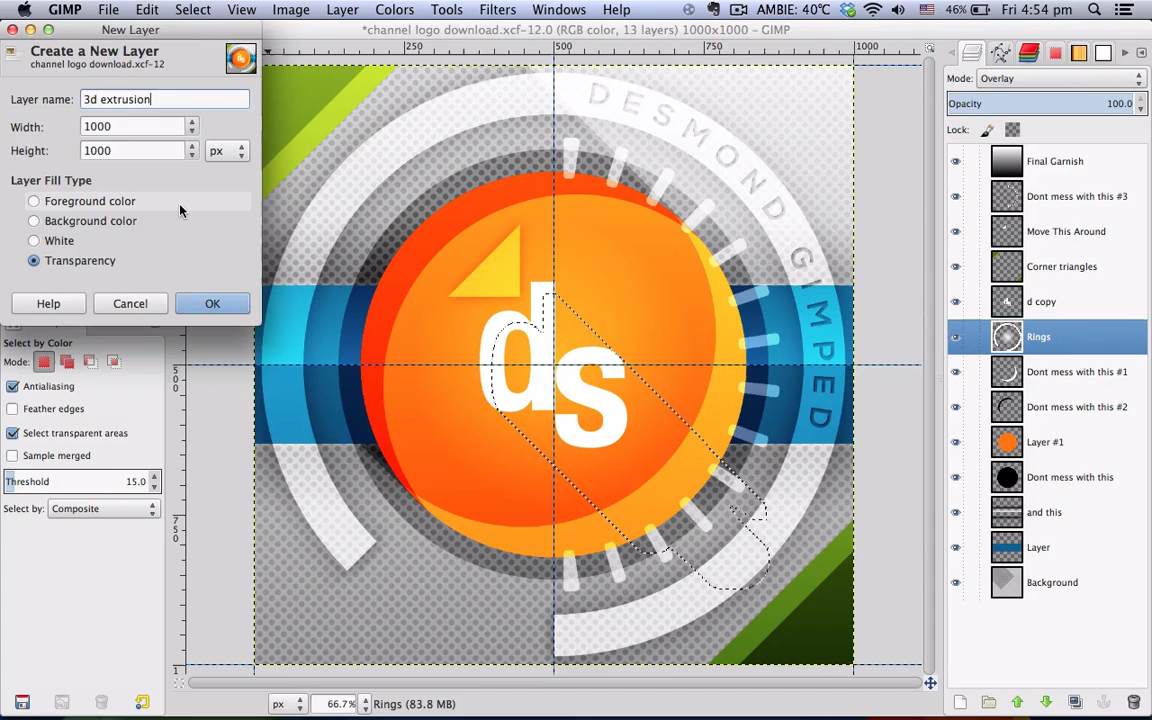 GIMP File Edit Select View Image Layer Colors Tools Filters Windows Help AMBIE: 40℃ 46% Fri 4:54 pm
New Layer
*channel logo download.xcf-12.0 (RGB color, 13 layers) 1000x1000 – GIMP
Create a New Layer
channel logo download.xcf-12
Layer name: 3d extrusion
Width: 1000
Height: 1000 px
Layer Fill Type
Foreground color
Background color
White
Transparency
Help Cancel OK
Select by Color
Mode:
Antialiasing
Feather edges
Select transparent areas
Sample merged
Threshold 15.0
Select by: Composite
250 500 750 1000
500
750
1
DESMOND GIMPED
ds
px 66.7% Rings (83.8 MB)
Mode: Overlay
Opacity 100.0
Lock:
Final Garnish
Dont mess with this #3
Move This Around
Corner triangles
d copy
Rings
Dont mess with this #1
Dont mess with this #2
Layer #1
Dont mess with this
and this
Layer
Background